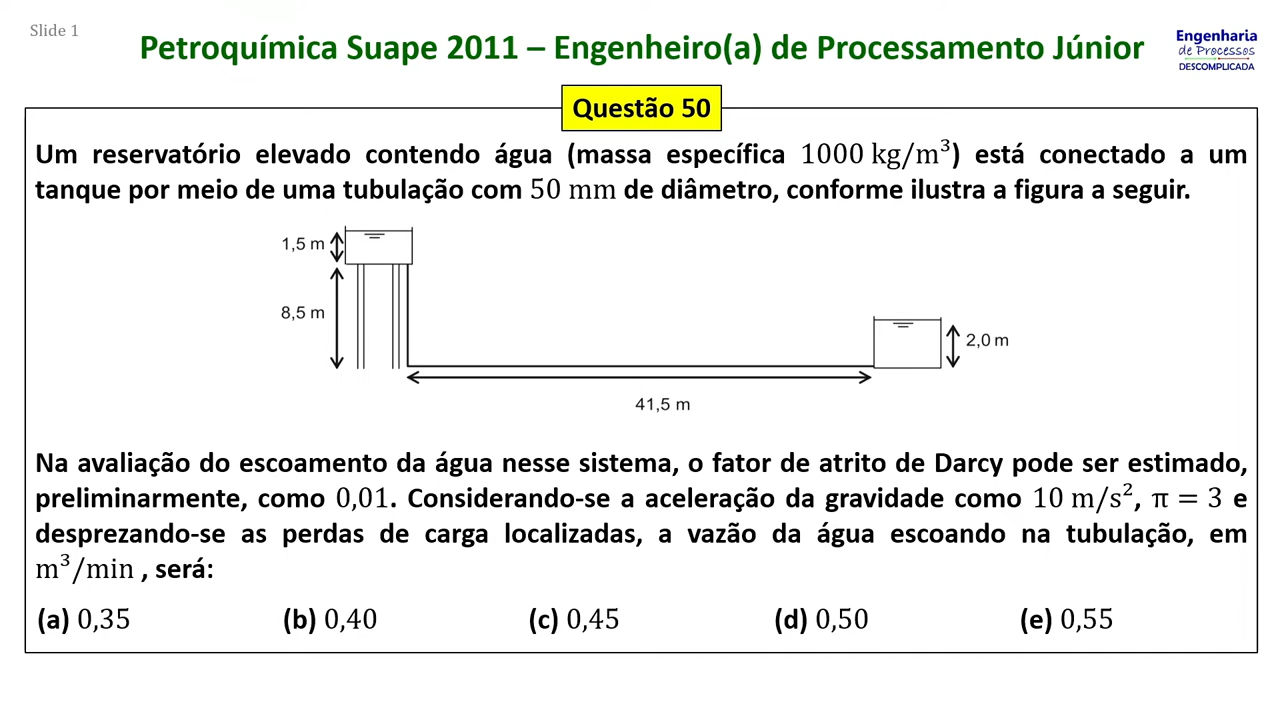 Slide 1
Petroquímica Suape 2011 – Engenheiro(a) de Processamento Júnior
Engenharia
de Processos
DESCOMPLICADA
Questão 50
Um reservatório elevado contendo água (massa específica 1000 kg/m³) está conectado a um
tanque por meio de uma tubulação com 50 mm de diâmetro, conforme ilustra a figura a seguir.
1,5 m
8,5 m
2,0 m
41,5 m
Na avaliação do escoamento da água nesse sistema, o fator de atrito de Darcy pode ser estimado,
preliminarmente, como 0,01. Considerando-se a aceleração da gravidade como 10 m/s², π = 3 e
desprezando-se as perdas de carga localizadas, a vazão da água escoando na tubulação, em
m³/min , será:
(a) 0,35 (b) 0,40 (c) 0,45 (d) 0,50 (e) 0,55